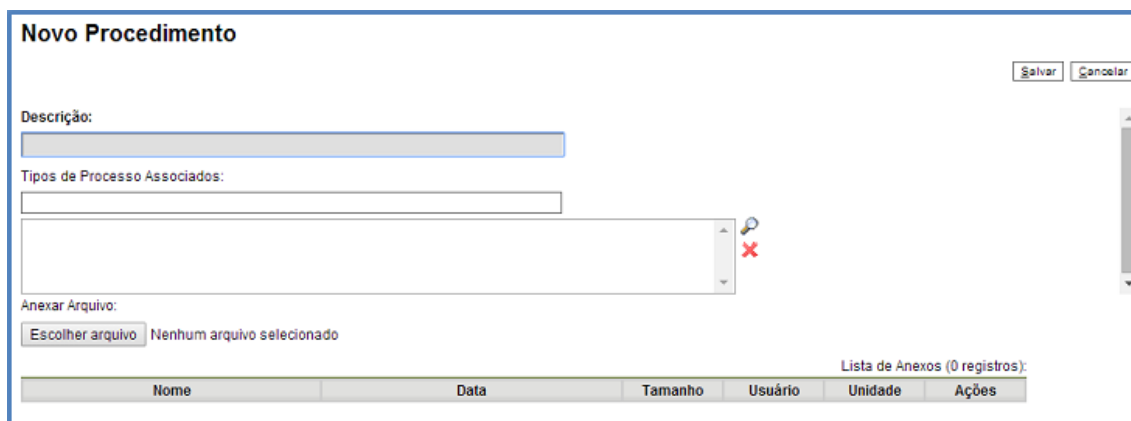 Novo Procedimento
Salvar Cancelar
Descrição:
Tipos de Processo Associados:
Anexar Arquivo:
Escolher arquivo Nenhum arquivo selecionado
Lista de Anexos (0 registros):
Nome Data Tamanho Usuário Unidade Ações